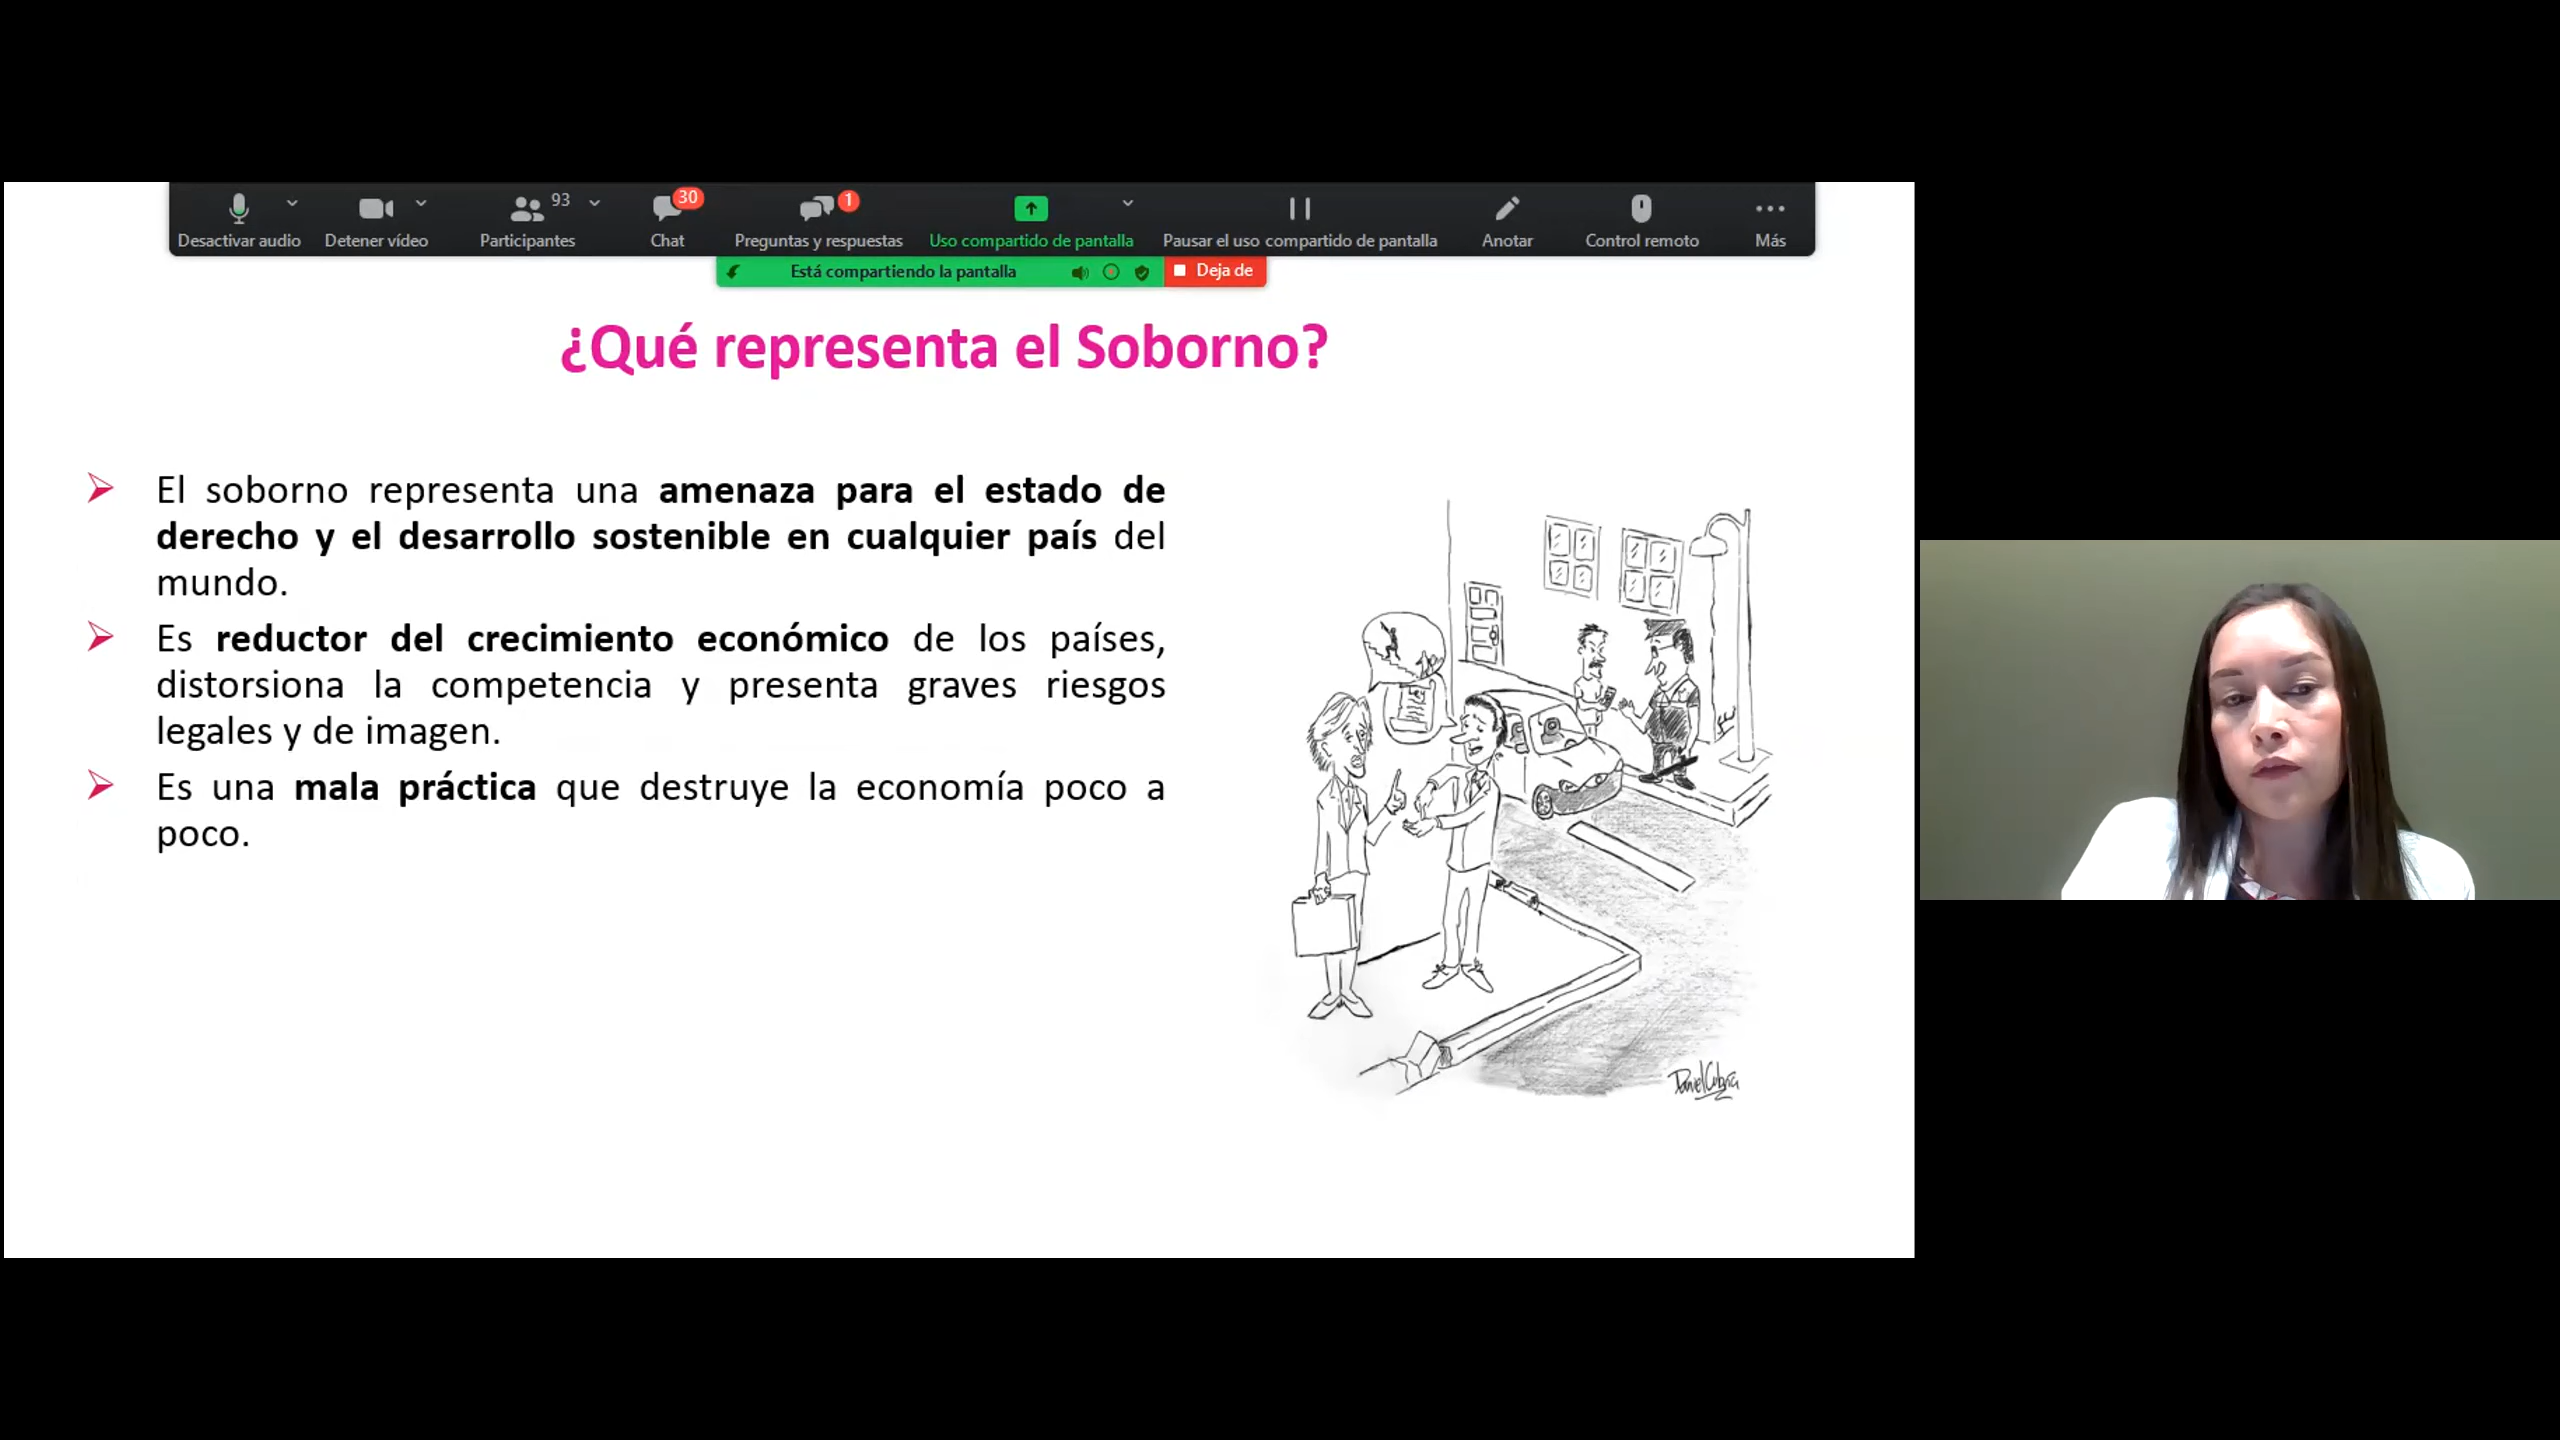 93
30
1
Desactivar audio
Detener vídeo
Participantes
Chat
Preguntas y respuestas
Uso compartido de pantalla
Pausar el uso compartido de pantalla
Anotar
Control remoto
Más
Está compartiendo la pantalla
Deja de
¿Qué representa el Soborno?
El soborno representa una amenaza para el estado de
derecho y el desarrollo sostenible en cualquier país del
mundo.
Es reductor del crecimiento económico de los países,
distorsiona la competencia y presenta graves riesgos
legales y de imagen.
Es una mala práctica que destruye la economía poco a
poco.